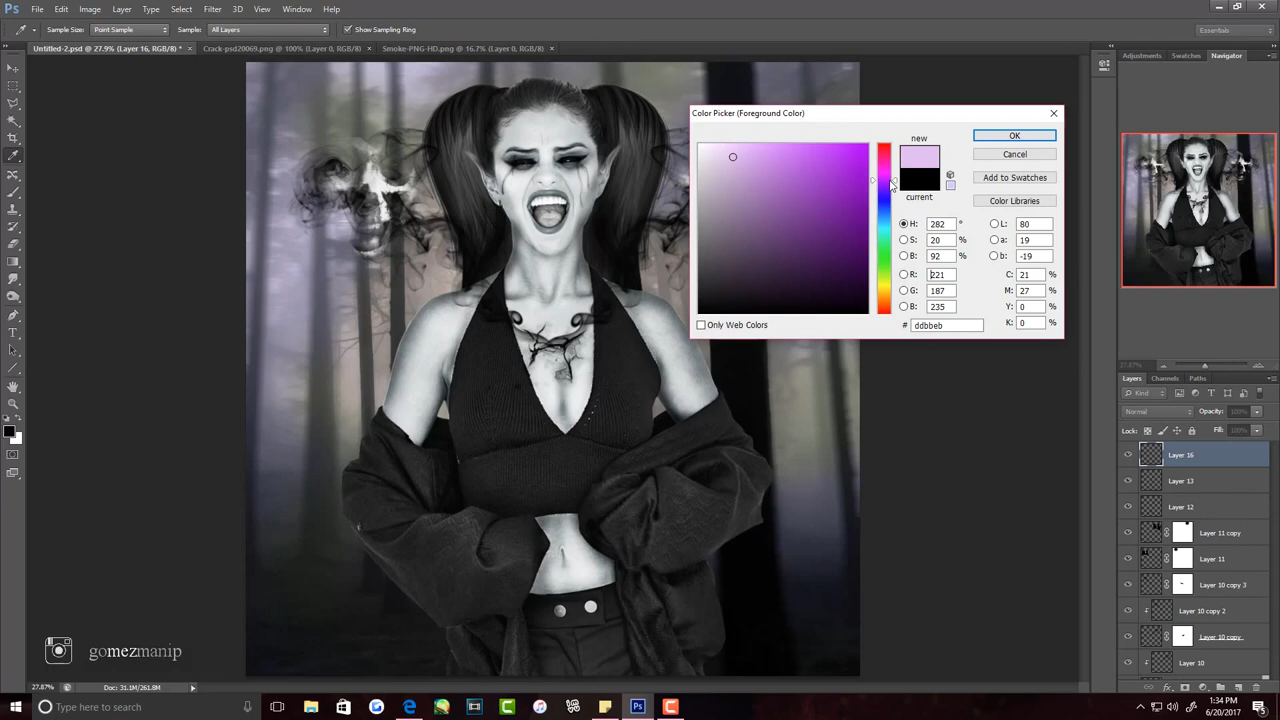 Ps File Edit Image Layer Type Select Filter 3D View Window Help
Sample Size: Point Sample Sample: All Layers Show Sampling Ring Essentials
Untitled-2.psd @ 27.9% (Layer 16, RGB/8) * × Crack-psd20069.png @ 100% (Layer 0, RGB/8) × Smoke-PNG-HD.png @ 16.7% (Layer 0, RGB/8) ×
Adjustments Swatches Navigator
Color Picker (Foreground Color)
new
OK
Cancel
Add to Swatches
current
Color Libraries
H: 282 ° L: 80
S: 20 % a: 19
B: 92 % b: -19
R: 221 C: 21 %
G: 187 M: 27 %
B: 235 Y: 0 %
Only Web Colors # ddbbeb K: 0 %
27.87%
Layers Channels Paths
Kind
Normal Opacity: 100%
Lock: Fill: 100%
Layer 16
Layer 13
Layer 12
Layer 11 copy
Layer 11
Layer 10 copy 3
Layer 10 copy 2
Layer 10 copy
Layer 10
gomezmanip
27.87% Doc: 31.1M/261.8M
Type here to search
1:34 PM
6/20/2017